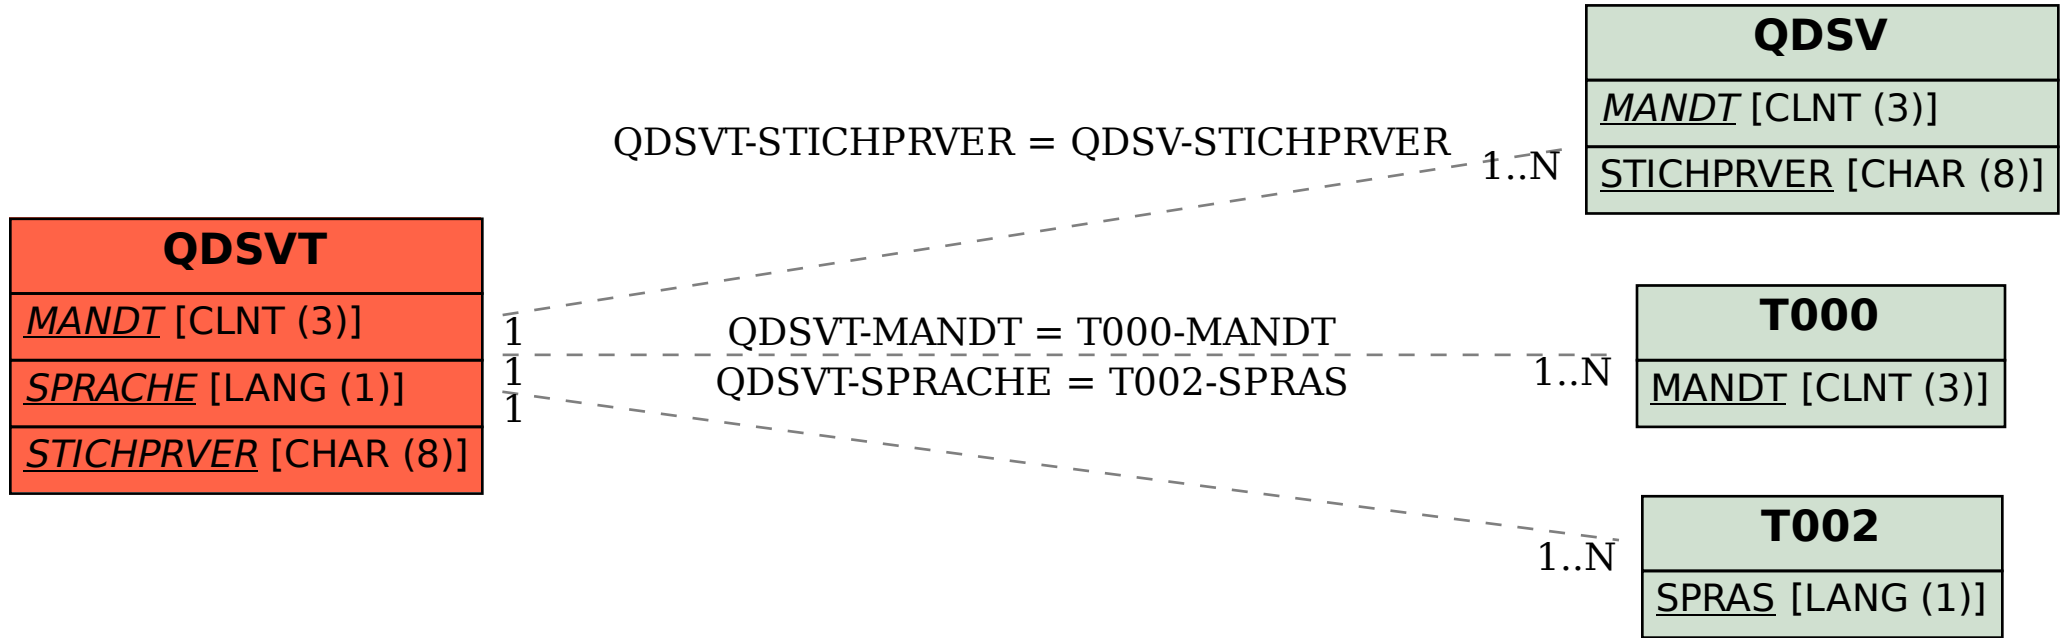 QDSVT
MANDT [CLNT (3)]
SPRACHE [LANG (1)]
STICHPRVER [CHAR (8)]
QDSVT-STICHPRVER = QDSV-STICHPRVER
1
1..N
QDSVT-MANDT = T000-MANDT
1
1..N
QDSVT-SPRACHE = T002-SPRAS
1
1..N
QDSV
MANDT [CLNT (3)]
STICHPRVER [CHAR (8)]
T000
MANDT [CLNT (3)]
T002
SPRAS [LANG (1)]